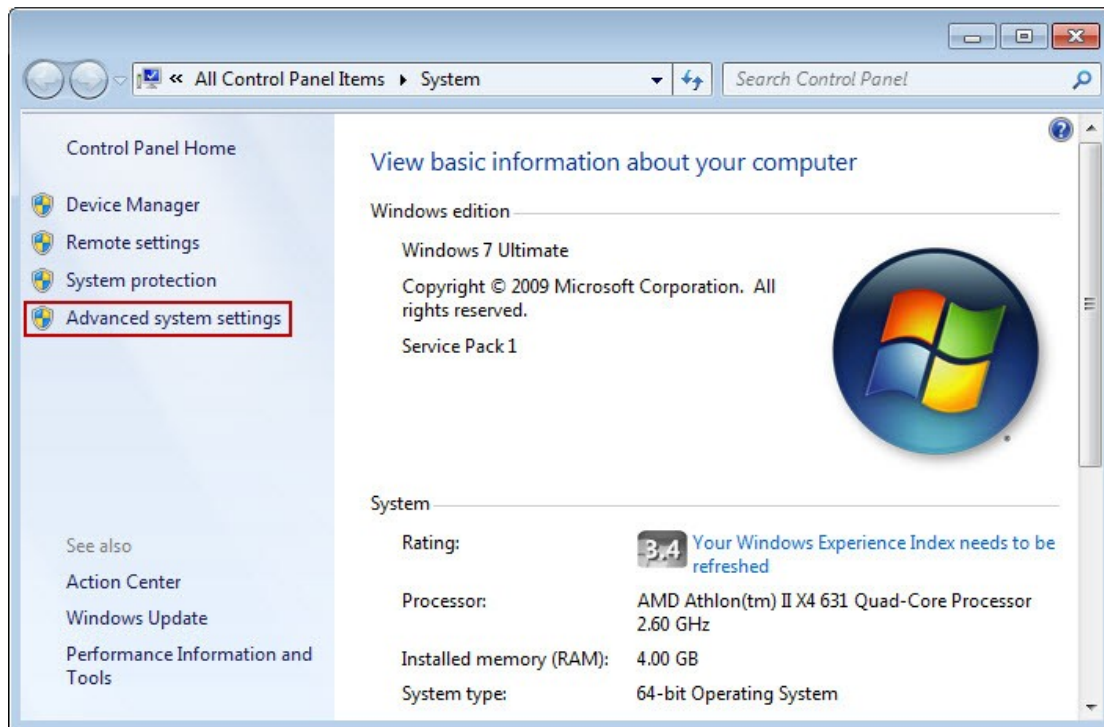 « All Control Panel Items ▸ System
Search Control Panel
Control Panel Home
Device Manager
Remote settings
System protection
Advanced system settings
See also
Action Center
Windows Update
Performance Information and
Tools
View basic information about your computer
Windows edition
Windows 7 Ultimate
Copyright © 2009 Microsoft Corporation. All
rights reserved.
Service Pack 1
System
Rating:
3.4 Your Windows Experience Index needs to be
refreshed
Processor:
AMD Athlon(tm) II X4 631 Quad-Core Processor
2.60 GHz
Installed memory (RAM):
4.00 GB
System type:
64-bit Operating System